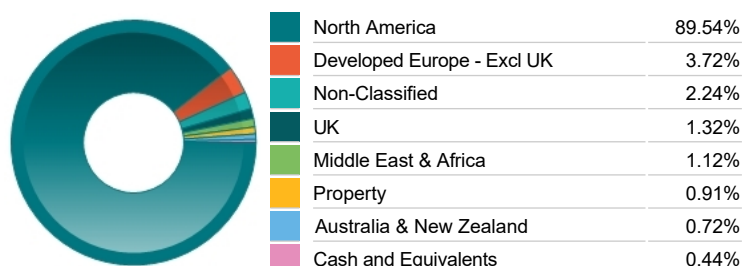 North America 89.54%
Developed Europe - Excl UK 3.72%
Non-Classified 2.24%
UK 1.32%
Middle East & Africa 1.12%
Property 0.91%
Australia & New Zealand 0.72%
Cash and Equivalents 0.44%